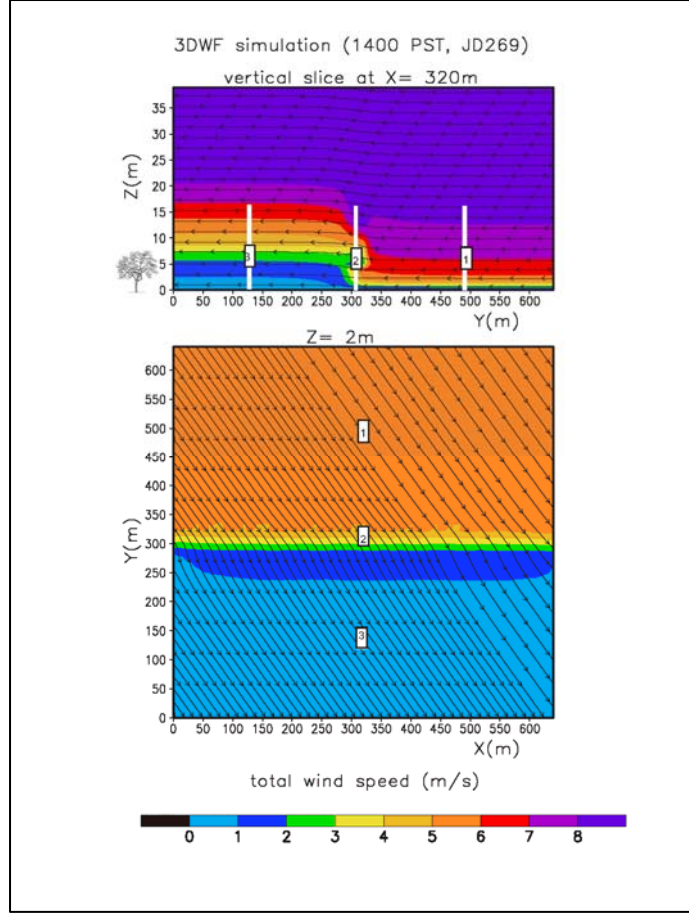 3DWF simulation (1400 PST, JD269)
vertical slice at X= 320m
Z(m)
35
30
25
20
15
10
5
0
3
2
1
0 50 100 150 200 250 300 350 400 450 500 550 600
Y(m)
Z= 2m
Y(m)
600
550
500
450
400
350
300
250
200
150
100
50
0
1
2
3
0 50 100 150 200 250 300 350 400 450 500 550 600
X(m)
total wind speed (m/s)
0 1 2 3 4 5 6 7 8